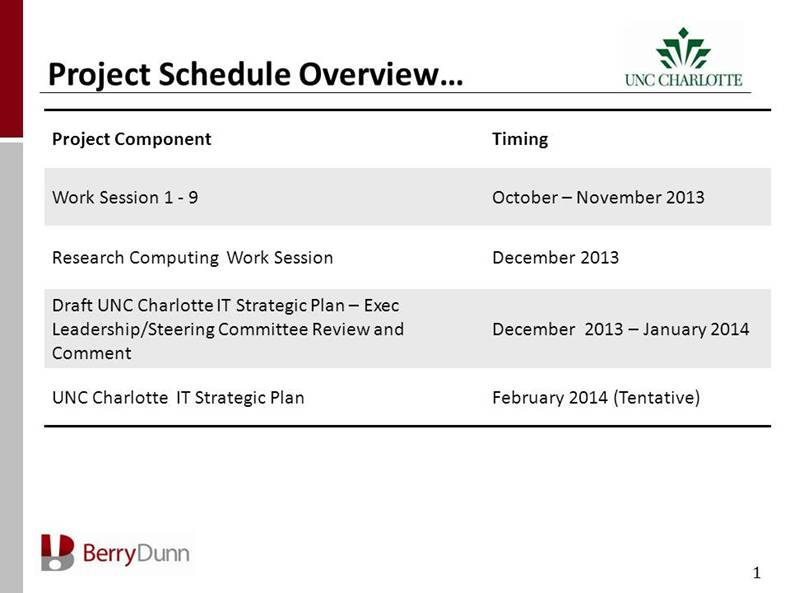 Project Schedule Overview…
UNC CHARLOTTE
Project Component Timing
Work Session 1 - 9 October – November 2013
Research Computing Work Session December 2013
Draft UNC Charlotte IT Strategic Plan – Exec
Leadership/Steering Committee Review and
Comment
December 2013 – January 2014
UNC Charlotte IT Strategic Plan February 2014 (Tentative)
BerryDunn
1